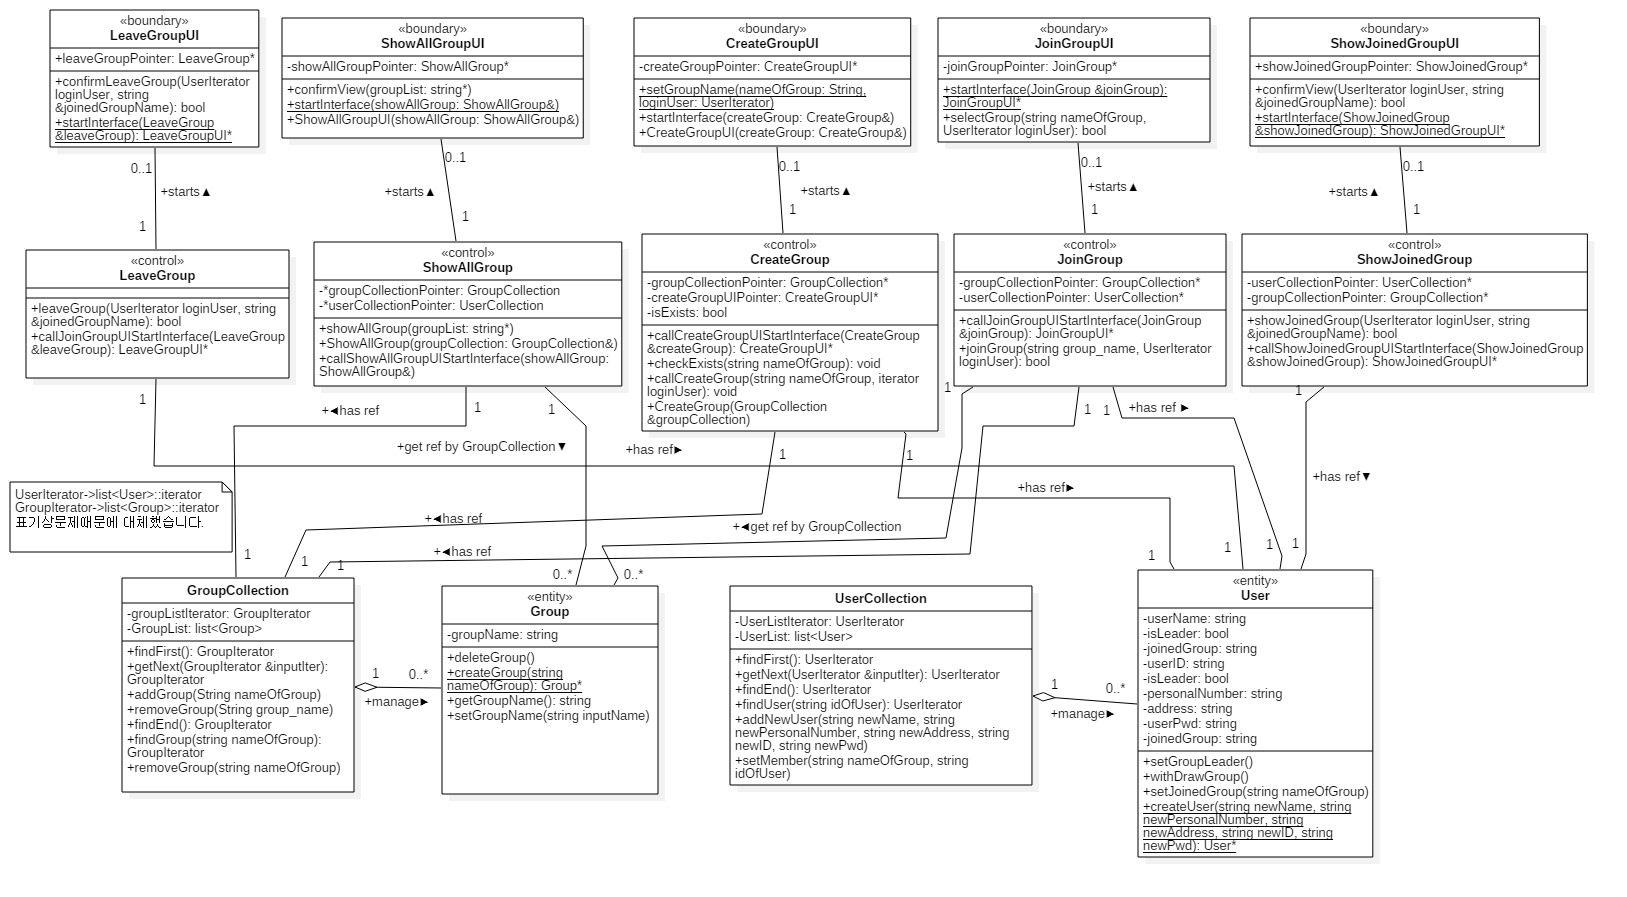 «boundary»
LeaveGroupUI
+leaveGroupPointer: LeaveGroup*
+confirmLeaveGroup(UserIterator
loginUser, string
&joinedGroupName): bool
+startInterface(LeaveGroup
&leaveGroup): LeaveGroupUI*
«boundary»
ShowAllGroupUI
-showAllGroupPointer: ShowAllGroup*
+confirmView(groupList: string*)
+startInterface(showAllGroup: ShowAllGroup&)
+ShowAllGroupUI(showAllGroup: ShowAllGroup&)
«boundary»
CreateGroupUI
-createGroupPointer: CreateGroupUI*
+setGroupName(nameOfGroup: String,
loginUser: UserIterator)
+startInterface(createGroup: CreateGroup&)
+CreateGroupUI(createGroup: CreateGroup&)
«boundary»
JoinGroupUI
-joinGroupPointer: JoinGroup*
+startInterface(JoinGroup &joinGroup):
JoinGroupUI*
+selectGroup(string nameOfGroup,
UserIterator loginUser): bool
«boundary»
ShowJoinedGroupUI
+showJoinedGroupPointer: ShowJoinedGroup*
+confirmView(UserIterator loginUser, string
&joinedGroupName): bool
+startInterface(ShowJoinedGroup
&showJoinedGroup): ShowJoinedGroupUI*
0..1
+starts▲
1
0..1
+starts▲
1
0..1
+starts▲
1
0..1
+starts▲
1
0..1
+starts▲
1
«control»
LeaveGroup
+leaveGroup(UserIterator loginUser, string
&joinedGroupName): bool
+callJoinGroupUIStartInterface(LeaveGroup
&leaveGroup): LeaveGroupUI*
«control»
ShowAllGroup
-*groupCollectionPointer: GroupCollection
-*userCollectionPointer: UserCollection
+showAllGroup(groupList: string*)
+ShowAllGroup(groupCollection: GroupCollection&)
+callShowAllGroupUIStartInterface(showAllGroup:
ShowAllGroup&)
«control»
CreateGroup
-groupCollectionPointer: GroupCollection*
-createGroupUIPointer: CreateGroupUI*
-isExists: bool
+callCreateGroupUIStartInterface(CreateGroup
&createGroup): CreateGroupUI*
+checkExists(string nameOfGroup): void
+callCreateGroup(string nameOfGroup, iterator
loginUser): void
+CreateGroup(GroupCollection
&groupCollection)
«control»
JoinGroup
-groupCollectionPointer: GroupCollection*
-userCollectionPointer: UserCollection*
+callJoinGroupUIStartInterface(JoinGroup
&joinGroup): JoinGroupUI*
+joinGroup(string group_name, UserIterator
loginUser): bool
«control»
ShowJoinedGroup
-userCollectionPointer: UserCollection*
-groupCollectionPointer: GroupCollection*
+showJoinedGroup(UserIterator loginUser, string
&joinedGroupName): bool
+callShowJoinedGroupUIStartInterface(ShowJoinedGroup
&showJoinedGroup): ShowJoinedGroupUI*
1
+◄has ref
1
1
1
1
1
+has ref ►
1
+get ref by GroupCollection▼
+has ref►
1
1
+has ref▼
+has ref►
UserIterator->list<User>::iterator
GroupIterator->list<Group>::iterator
표기상문제때문에 대체했습니다.
+◄has ref
+◄get ref by GroupCollection
+◄has ref
1
1
1
0..*
0..*
1
1
1
1
GroupCollection
-groupListIterator: GroupIterator
-GroupList: list<Group>
+findFirst(): GroupIterator
+getNext(GroupIterator &inputIter):
GroupIterator
+addGroup(String nameOfGroup)
+removeGroup(String group_name)
+findEnd(): GroupIterator
+findGroup(string nameOfGroup):
GroupIterator
+removeGroup(string nameOfGroup)
1
0..*
+manage►
«entity»
Group
-groupName: string
+deleteGroup()
+createGroup(string
nameOfGroup): Group*
+getGroupName(): string
+setGroupName(string inputName)
UserCollection
-UserListIterator: UserIterator
-UserList: list<User>
+findFirst(): UserIterator
+getNext(UserIterator &inputIter): UserIterator
+findEnd(): UserIterator
+findUser(string idOfUser): UserIterator
+addNewUser(string newName, string
newPersonalNumber, string newAddress, string
newID, string newPwd)
+setMember(string nameOfGroup, string
idOfUser)
1
0..*
+manage►
«entity»
User
-userName: string
-isLeader: bool
-joinedGroup: string
-userID: string
-isLeader: bool
-personalNumber: string
-address: string
-userPwd: string
-joinedGroup: string
+setGroupLeader()
+withDrawGroup()
+setJoinedGroup(string nameOfGroup)
+createUser(string newName, string
newPersonalNumber, string
newAddress, string newID, string
newPwd): User*